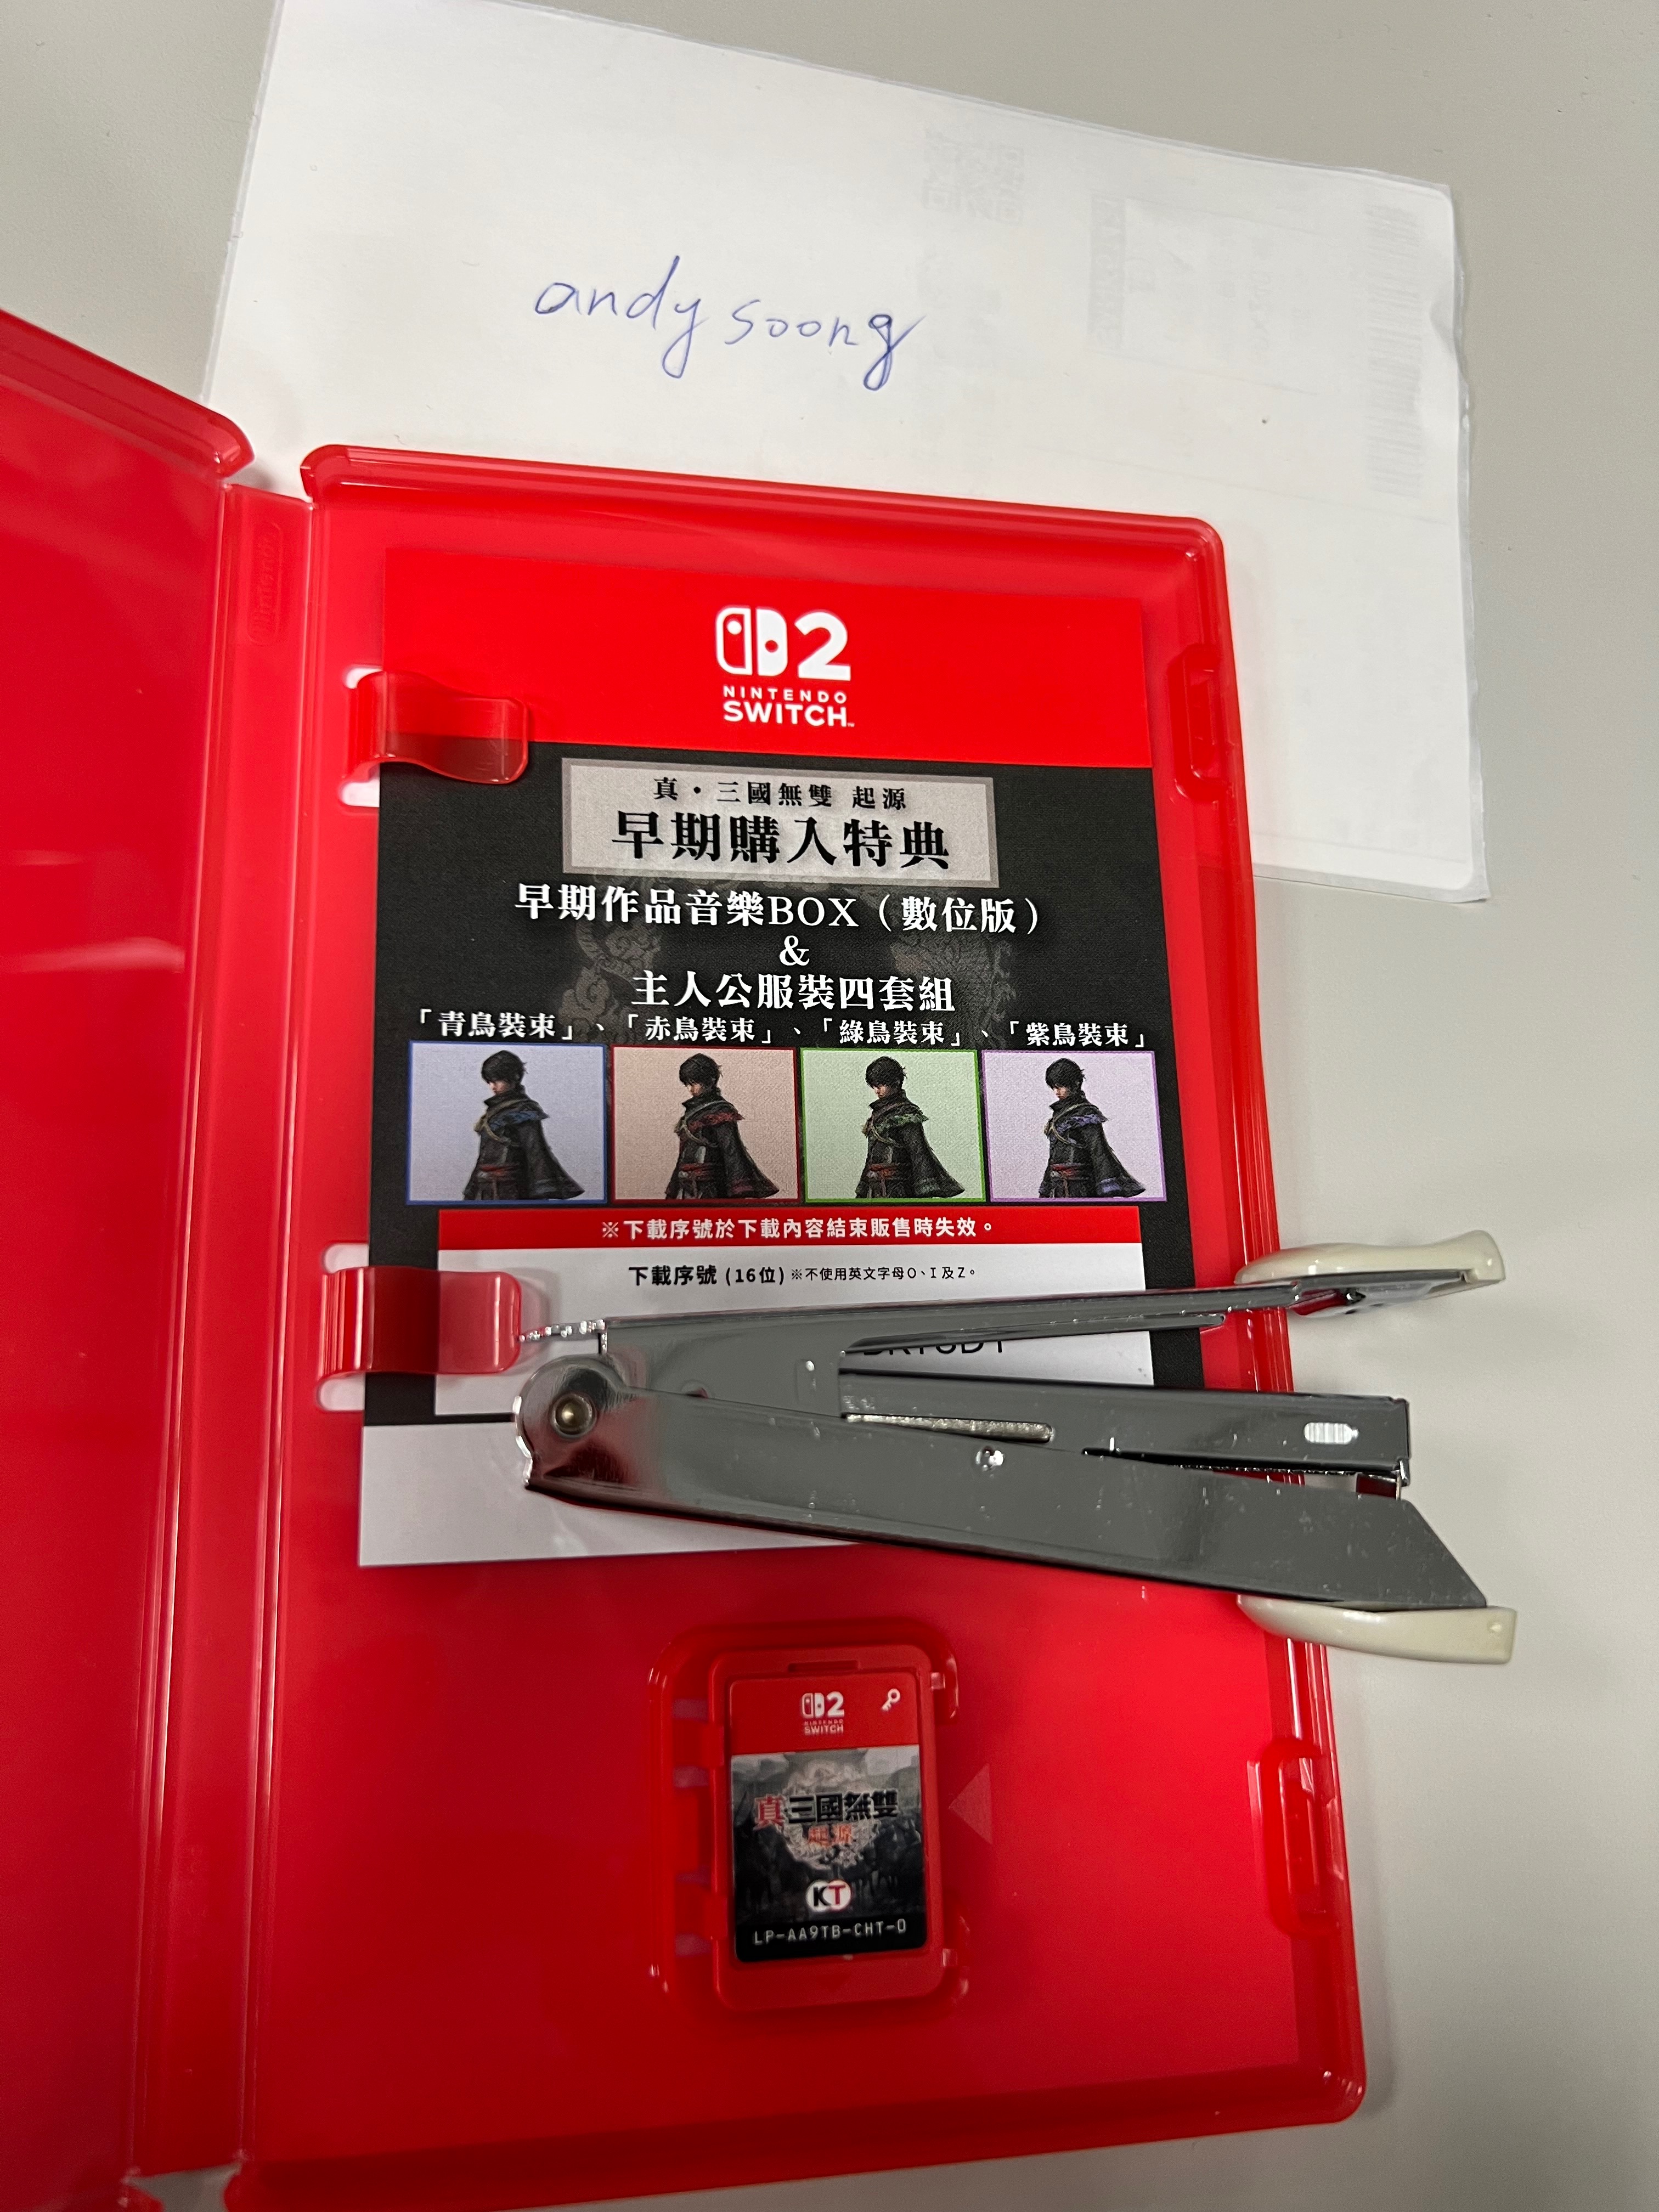 andy soong
Nintendo
2
NINTENDO
SWITCH™
真・三國無雙 起源
早期購入特典
早期作品音樂BOX（數位版）
&
主人公服裝四套組
「青鳥裝束」、「赤鳥裝束」、「綠鳥裝束」、「紫鳥裝束」
※下載序號於下載內容結束販售時失效。
下載序號 (16位) ※不使用英文字母O、I及Z。
2
NINTENDO
SWITCH
真三國無雙
起源
KT
LP-AA9TB-CHT-0